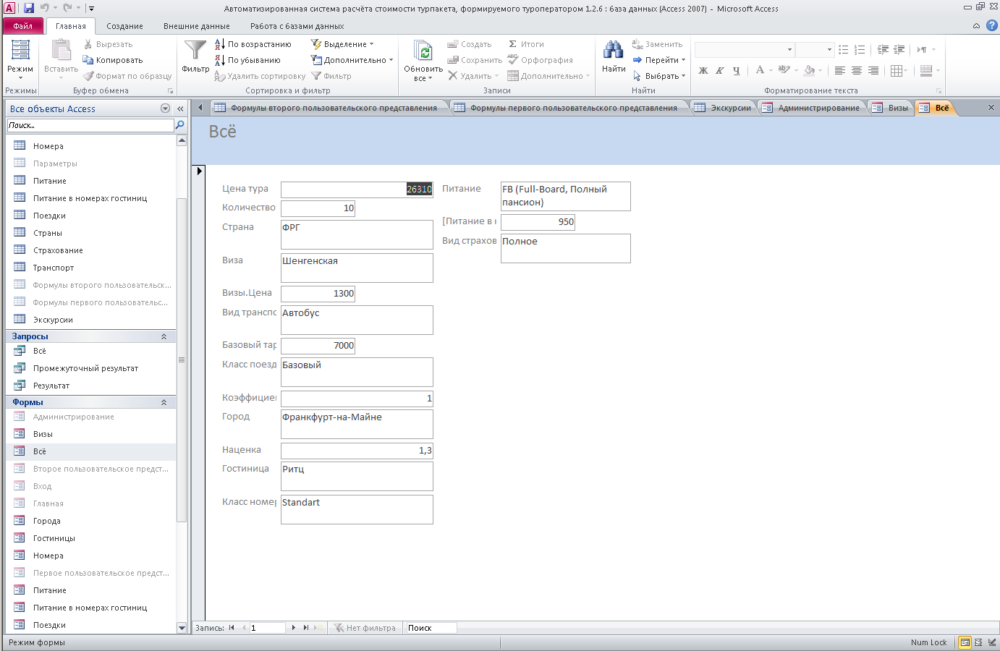 Автоматизированная система расчёта стоимости турпакета, формируемого туроператором 1.2.6 : база данных (Access 2007) - Microsoft Access
Файл
Главная
Создание
Внешние данные
Работа с базами данных
Режим
Режимы
Вставить
Вырезать
Копировать
Формат по образцу
Буфер обмена
Фильтр
По возрастанию
По убыванию
Удалить сортировку
Выделение
Дополнительно
Фильтр
Сортировка и фильтр
Обновить
все
Создать
Сохранить
Удалить
Итоги
Орфография
Дополнительно
Записи
Найти
Заменить
Перейти
Выбрать
Найти
Ж К Ч А
Форматирование текста
Все объекты Access
Поиск...
Номера
Параметры
Питание
Питание в номерах гостиниц
Поездки
Страны
Страхование
Транспорт
Формулы второго пользовательск...
Формулы первого пользовательс...
Экскурсии
Запросы
Всё
Промежуточный результат
Результат
Формы
Администрирование
Визы
Всё
Второе пользовательское предст...
Вход
Главная
Города
Гостиницы
Номера
Первое пользовательское предст...
Питание
Питание в номерах гостиниц
Поездки
Формулы второго пользовательского представления
Формулы первого пользовательского представления
Экскурсии
Администрирование
Визы
Всё
Всё
Цена тура 26310
Количество 10
Страна ФРГ
Виза Шенгенская
Визы.Цена 1300
Вид транспо Автобус
Базовый тар 7000
Класс поезд Базовый
Коэффициен 1
Город Франкфурт-на-Майне
Наценка 1,3
Гостиница Ритц
Класс номер Standart
Питание FB (Full-Board, Полный
пансион)
[Питание в н 950
Вид страхов Полное
Запись: 1
Нет фильтра
Поиск
Режим формы
Num Lock